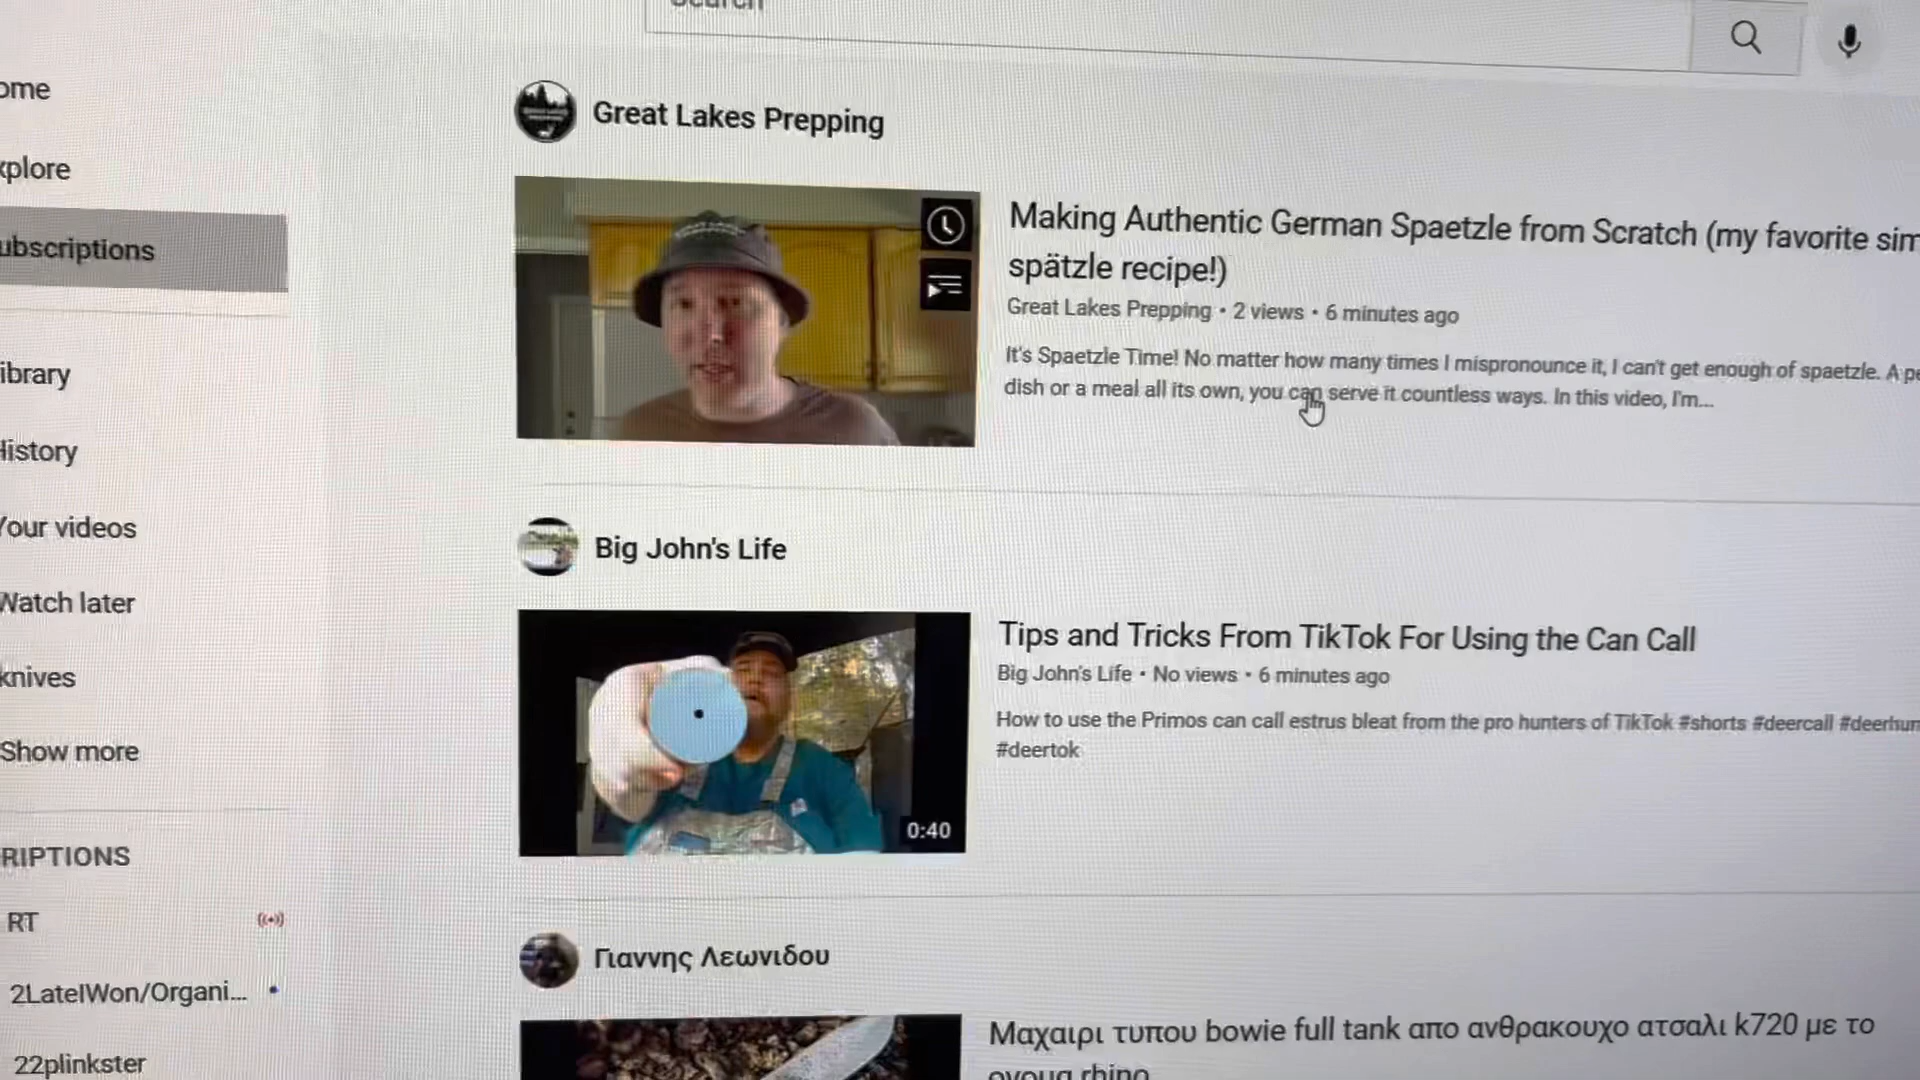 Search
ome
xplore
ubscriptions
ibrary
History
Your videos
Watch later
knives
Show more
RIPTIONS
RT
2LateIWon/Organi...
22plinkster
Great Lakes Prepping
Making Authentic German Spaetzle from Scratch (my favorite sim
spätzle recipe!)
Great Lakes Prepping • 2 views • 6 minutes ago
It's Spaetzle Time! No matter how many times I mispronounce it, I can't get enough of spaetzle. A pe
dish or a meal all its own, you can serve it countless ways. In this video, I'm...
Big John's Life
0:40
Tips and Tricks From TikTok For Using the Can Call
Big John's Life • No views • 6 minutes ago
How to use the Primos can call estrus bleat from the pro hunters of TikTok #shorts #deercall #deerhun
#deertok
Γιαννης Λεωνιδου
Μαχαιρι τυπου bowie full tank απο ανθρακουχο ατσαλι k720 με το
ονομα rhino